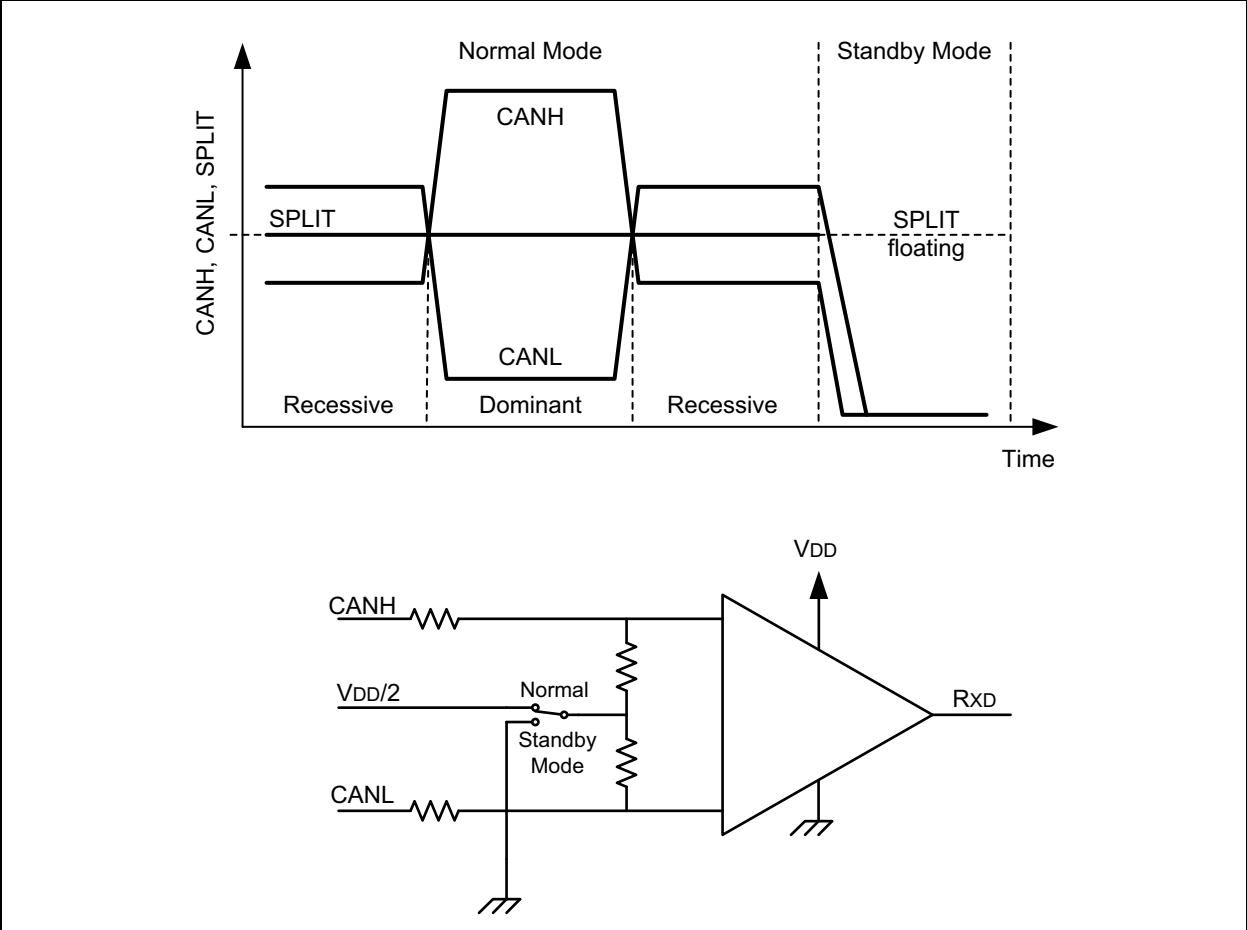 Normal Mode
Standby Mode
CANH, CANL, SPLIT
CANH
SPLIT
SPLIT
floating
CANL
Recessive
Dominant
Recessive
Time
VDD
CANH
VDD/2
Normal
RXD
Standby
Mode
CANL